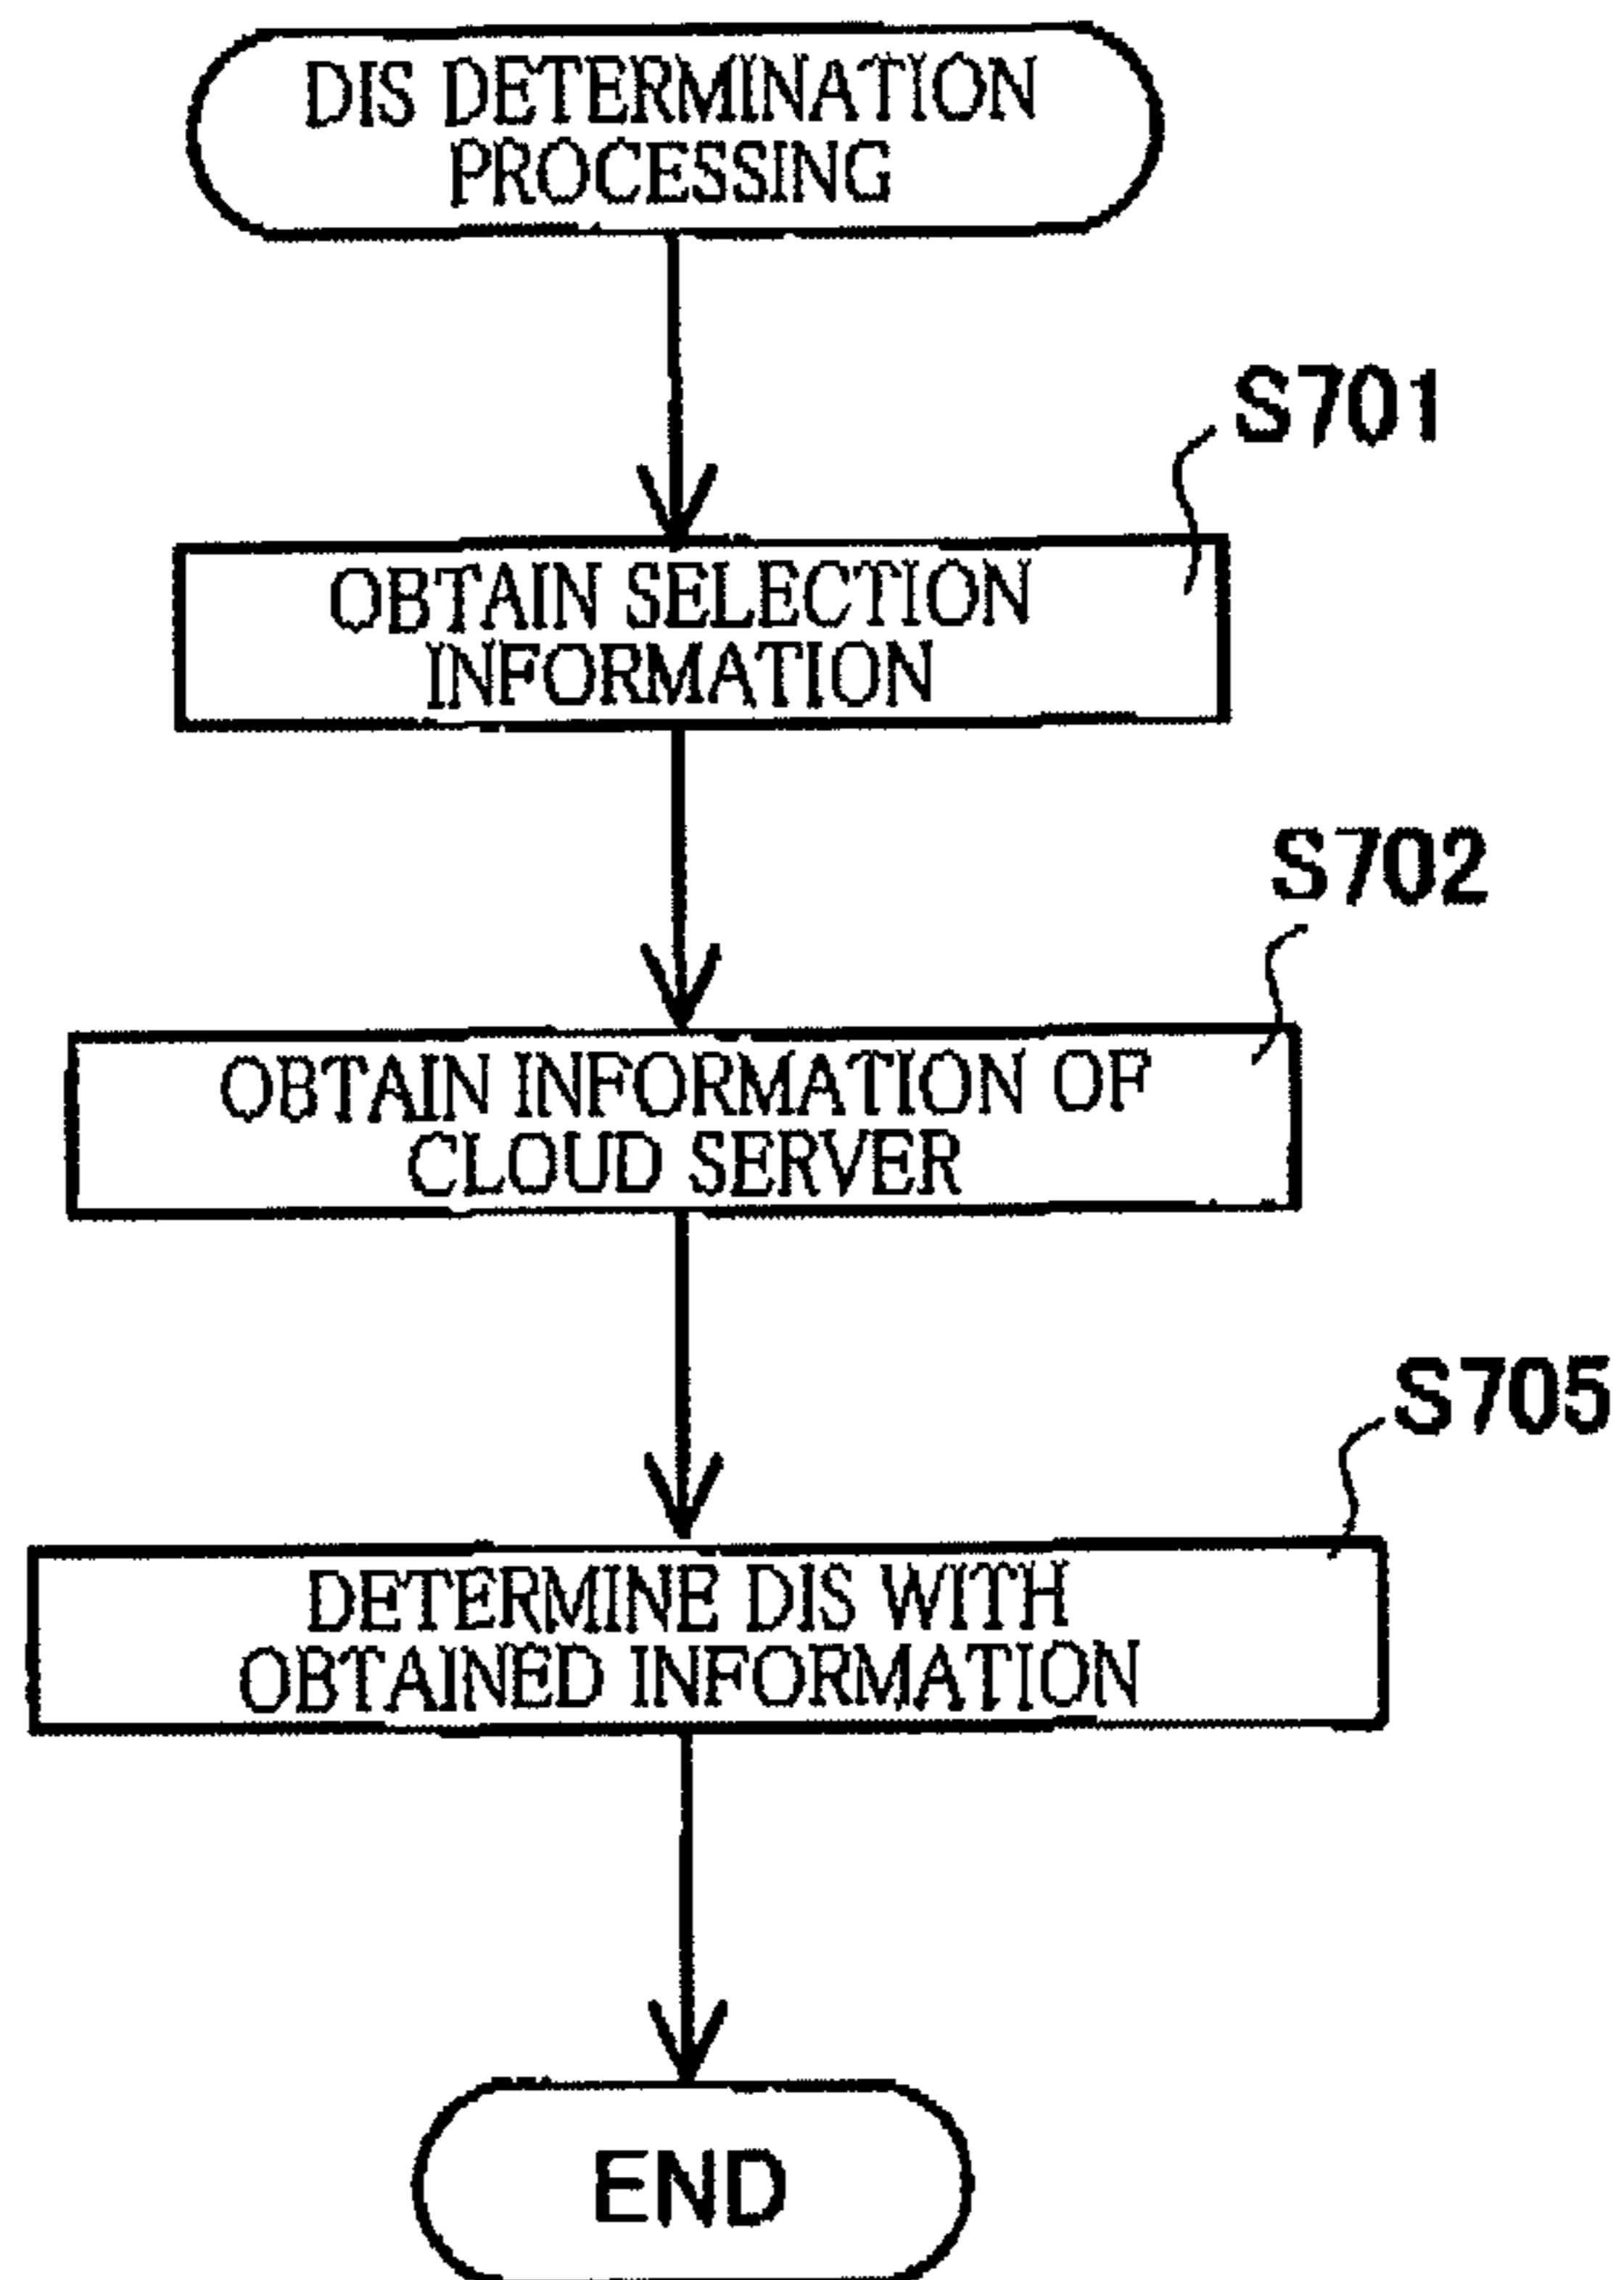 DIS DETERMINATION
PROCESSING
S701
OBTAIN SELECTION
INFORMATION
S702
OBTAIN INFORMATION OF
CLOUD SERVER
S705
DETERMINE DIS WITH
OBTAINED INFORMATION
END